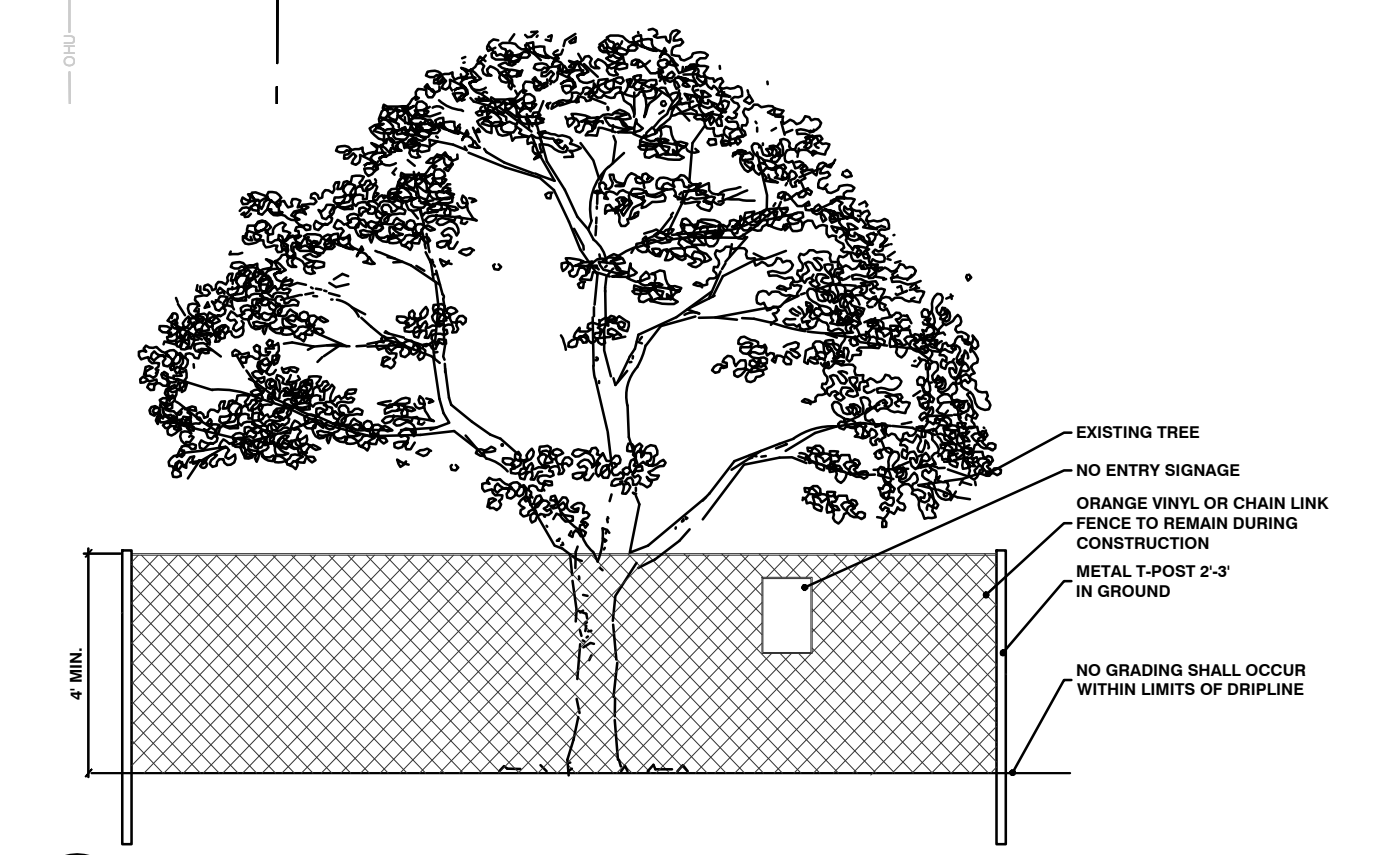 OHU
EXISTING TREE
NO ENTRY SIGNAGE
ORANGE VINYL OR CHAIN LINK
FENCE TO REMAIN DURING
CONSTRUCTION
METAL T-POST 2'-3'
IN GROUND
4' MIN.
NO GRADING SHALL OCCUR
WITHIN LIMITS OF DRIPLINE